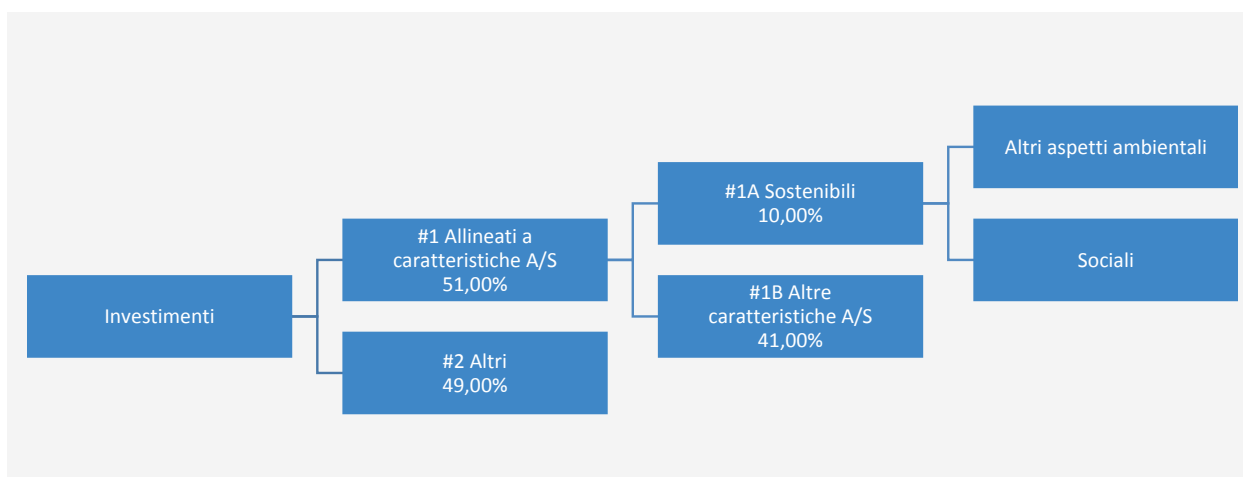 Investimenti
#1 Allineati a
caratteristiche A/S
51,00%
#2 Altri
49,00%
#1A Sostenibili
10,00%
#1B Altre
caratteristiche A/S
41,00%
Altri aspetti ambientali
Sociali